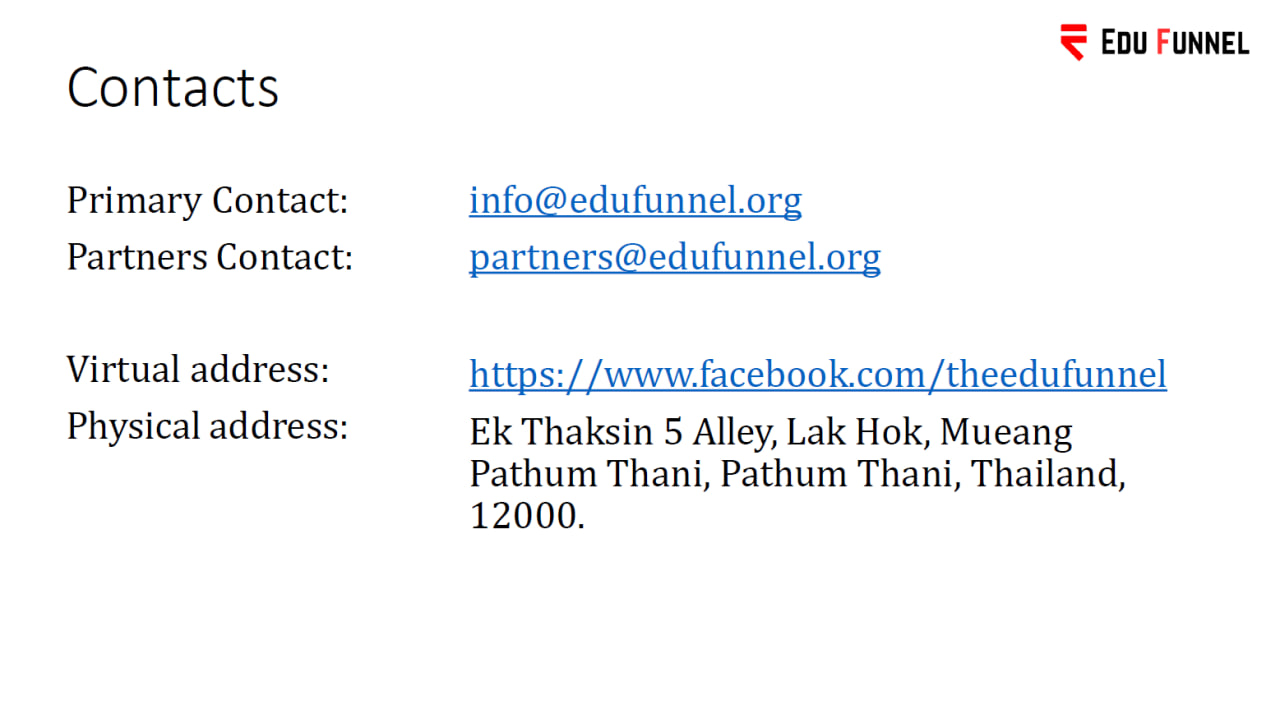 EDU FUNNEL
Contacts
Primary Contact: info@edufunnel.org
Partners Contact: partners@edufunnel.org
Virtual address: https://www.facebook.com/theedufunnel
Physical address: Ek Thaksin 5 Alley, Lak Hok, Mueang
Pathum Thani, Pathum Thani, Thailand,
12000.